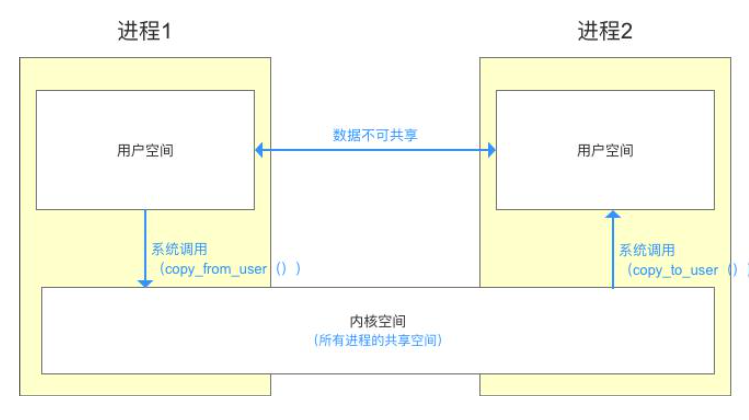 进程1
进程2
数据不可共享
用户空间
用户空间
系统调用
（copy_from_user（））
系统调用
（copy_to_user（））
内核空间
（所有进程的共享空间）